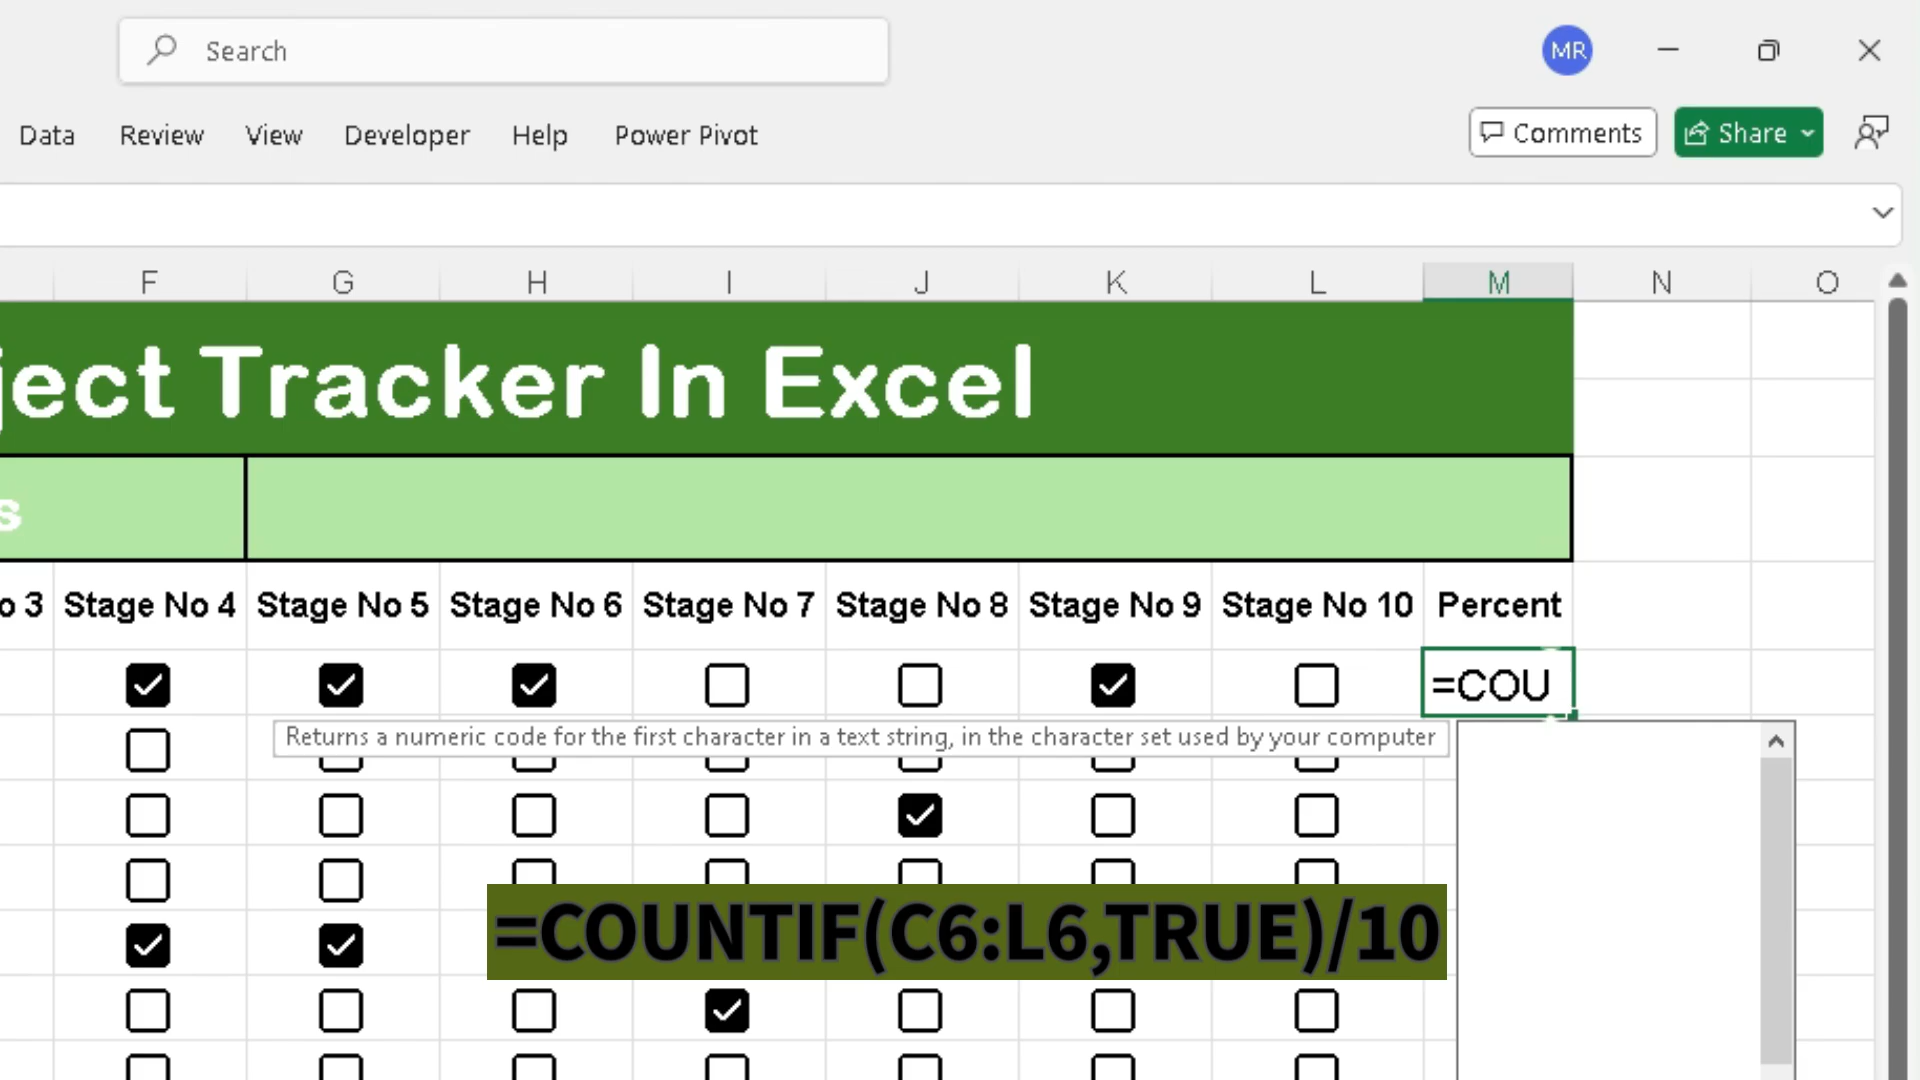 Search
MR
Data Review View Developer Help Power Pivot
Comments Share
F G H I J K L M N O
ject Tracker In Excel
s
o 3 Stage No 4 Stage No 5 Stage No 6 Stage No 7 Stage No 8 Stage No 9 Stage No 10 Percent
=COU
Returns a numeric code for the first character in a text string, in the character set used by your computer
=COUNTIF(C6:L6,TRUE)/10